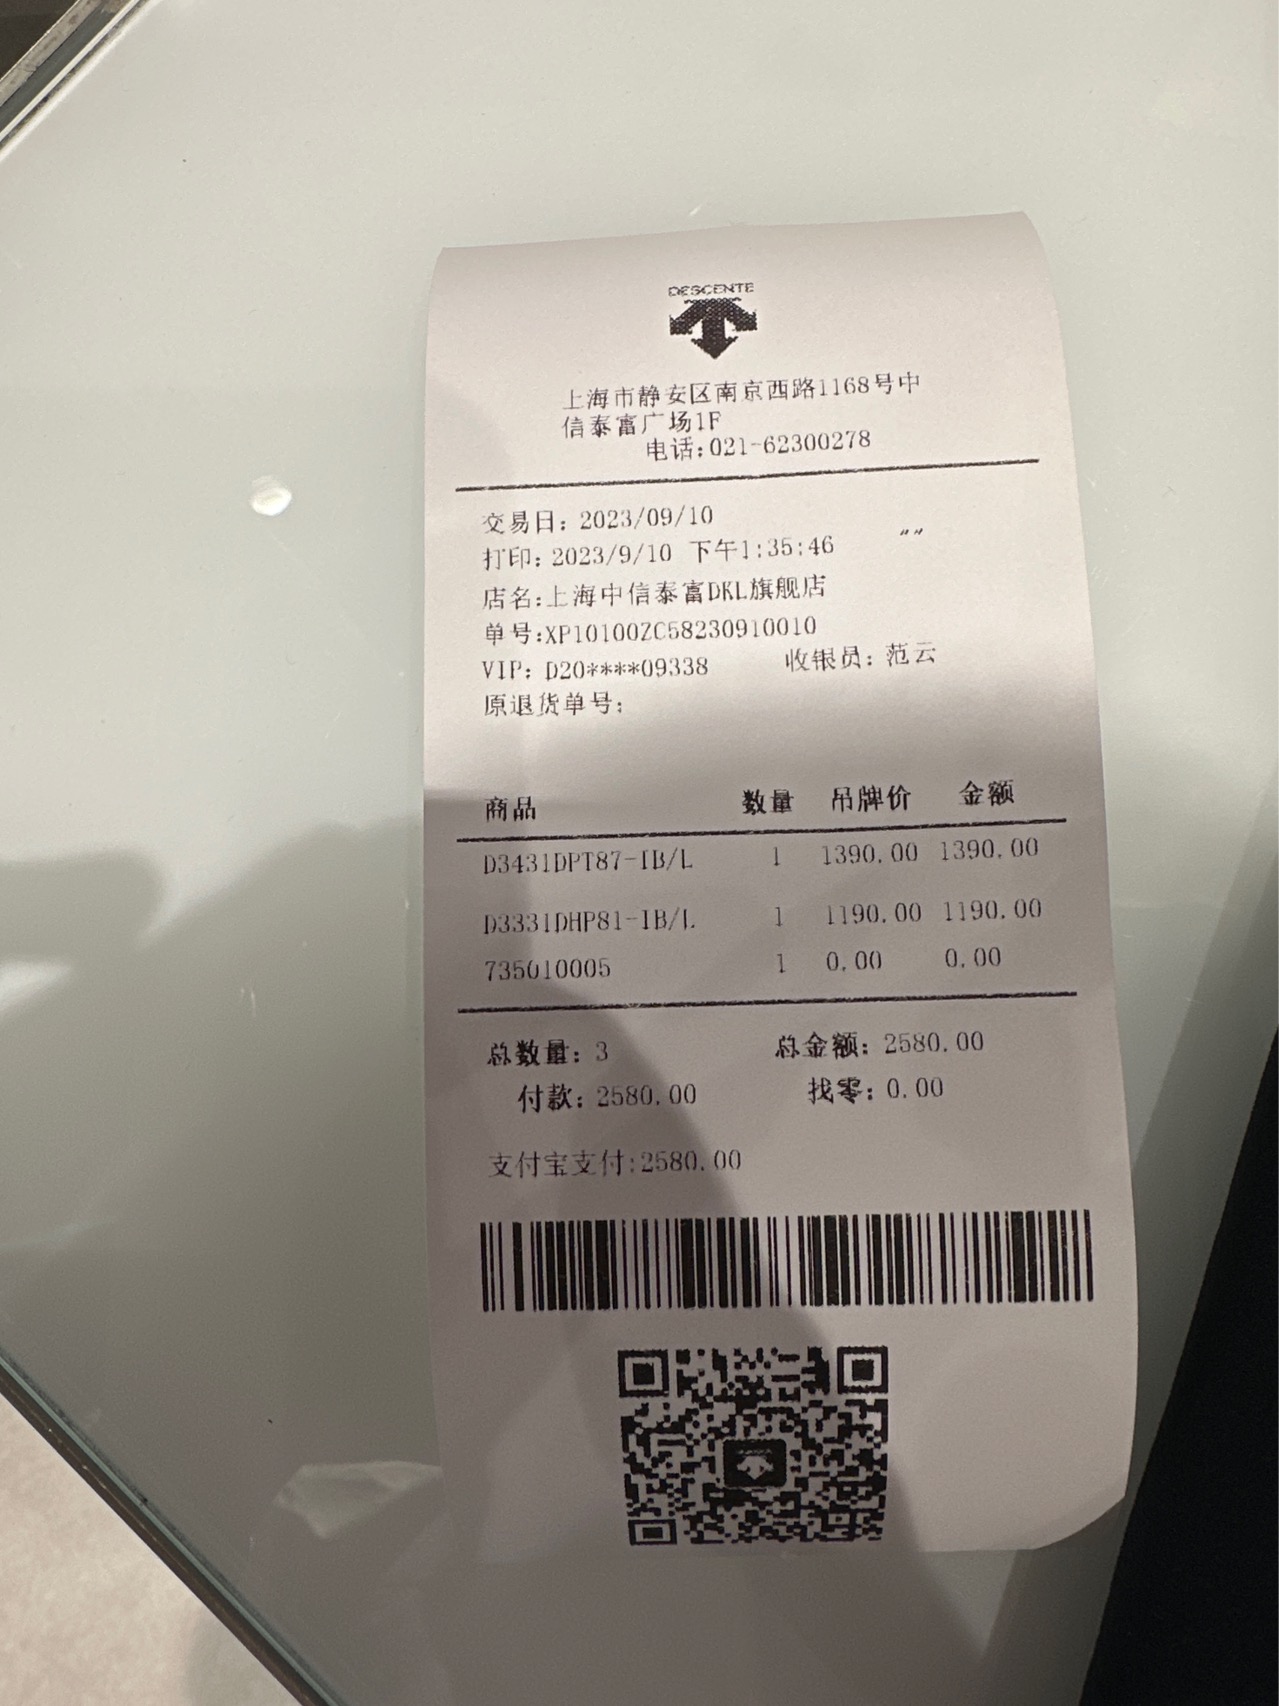 DESCENTE
上海市静安区南京西路1168号中
信泰富广场1F
电话:021-62300278
交易日: 2023/09/10
打印: 2023/9/10 下午1:35:46 ""
店名:上海中信泰富DKL旗舰店
单号:XP10100ZC58230910010
VIP: D20****09338 收银员: 范云
原退货单号:
商品 数量 吊牌价 金额
D3431DPT87-IB/L 1 1390.00 1390.00
D3331DHP81-IB/L 1 1190.00 1190.00
735010005 1 0.00 0.00
总数量: 3 总金额: 2580.00
付款: 2580.00 找零: 0.00
支付宝支付:2580.00